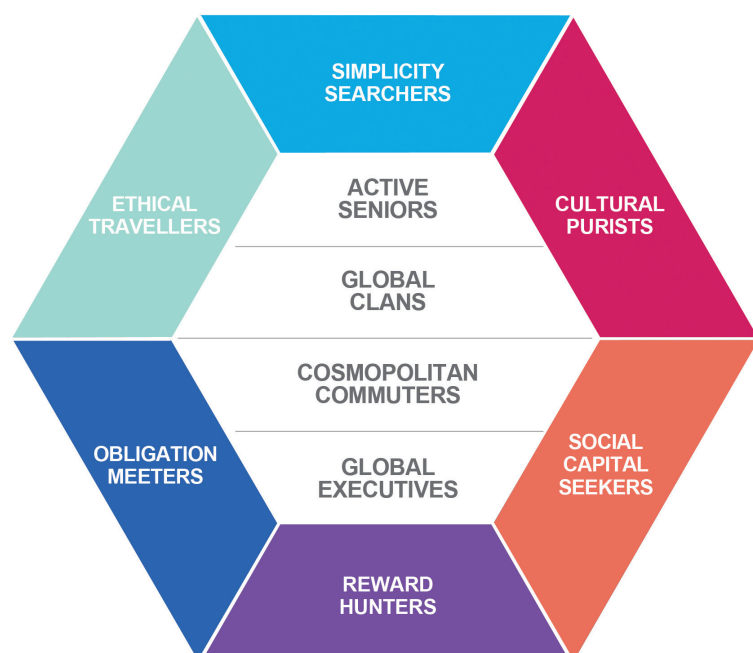 SIMPLICITY
SEARCHERS
ETHICAL
TRAVELLERS
ACTIVE
SENIORS
CULTURAL
PURISTS
GLOBAL
CLANS
COSMOPOLITAN
COMMUTERS
OBLIGATION
MEETERS
GLOBAL
EXECUTIVES
SOCIAL
CAPITAL
SEEKERS
REWARD
HUNTERS